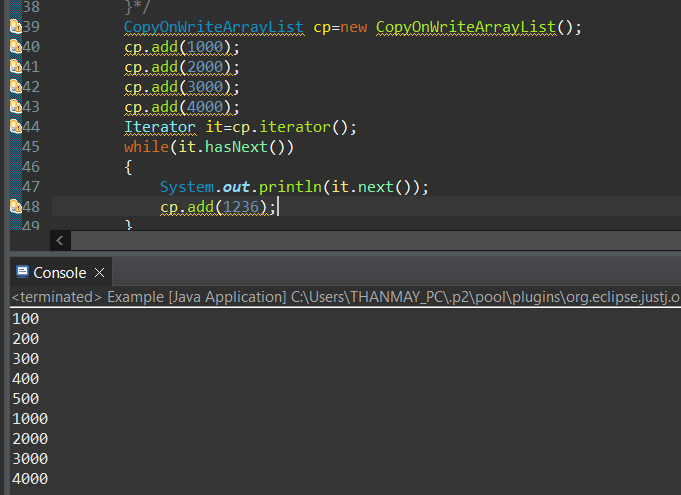 38 }*/
39 CopyOnWriteArrayList cp=new CopyOnWriteArrayList();
40 cp.add(1000);
41 cp.add(2000);
42 cp.add(3000);
43 cp.add(4000);
44 Iterator it=cp.iterator();
45 while(it.hasNext())
46 {
47 System.out.println(it.next());
48 cp.add(1236);
49 }
Console
<terminated> Example [Java Application] C:\Users\THANMAY_PC\.p2\pool\plugins\org.eclipse.justj.o
100
200
300
400
500
1000
2000
3000
4000